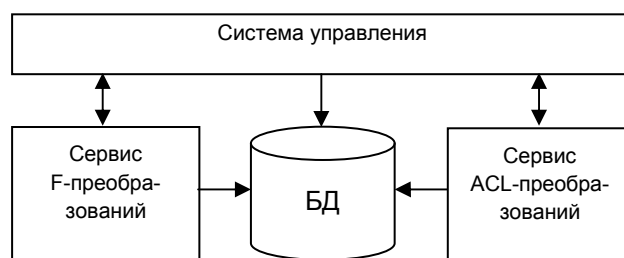 Система управления
Сервис
F-преобра-
зований
БД
Сервис
ACL-преобра-
зований